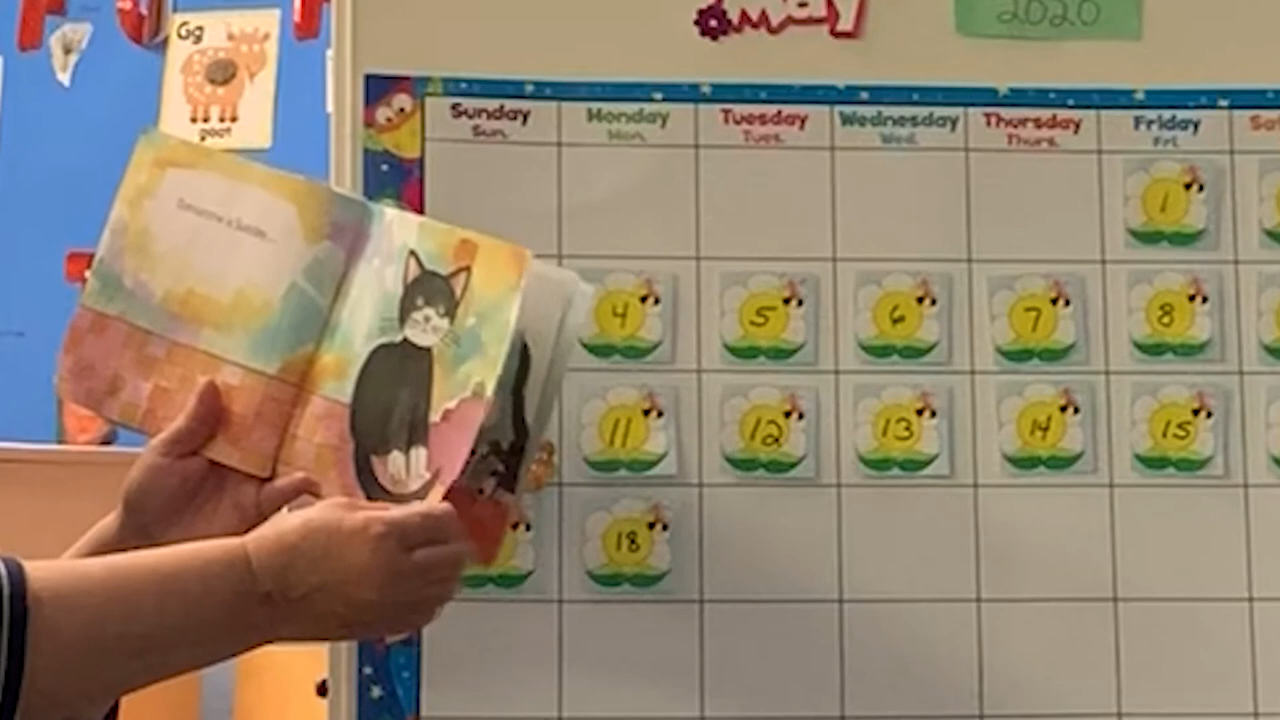 Gg
goat
2020
Sunday Monday Tuesday Wednesday Thursday Friday
Sun. Mon. Tues. Wed. Thurs. Fri.
1
4 5 6 7 8
11 12 13 14 15
18